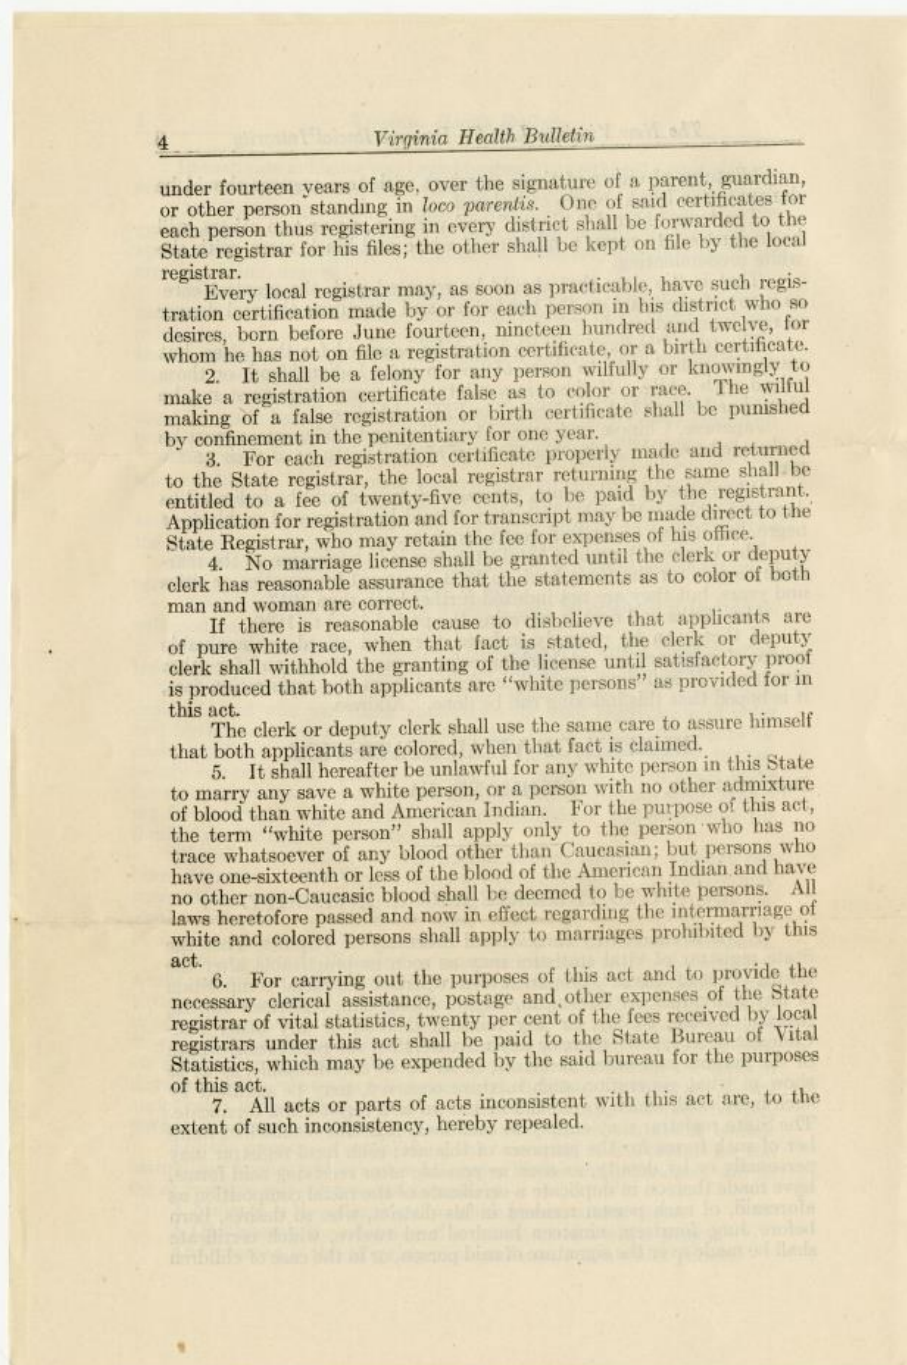 4 Virginia Health Bulletin
under fourteen years of age, over the signature of a parent, guardian,
or other person standing in loco parentis. One of said certificates for
each person thus registering in every district shall be forwarded to the
State registrar for his files; the other shall be kept on file by the local
registrar.
Every local registrar may, as soon as practicable, have such regis-
tration certification made by or for each person in his district who so
desires, born before June fourteen, nineteen hundred and twelve, for
whom he has not on file a registration certificate, or a birth certificate.
2. It shall be a felony for any person wilfully or knowingly to
make a registration certificate false as to color or race. The wilful
making of a false registration or birth certificate shall be punished
by confinement in the penitentiary for one year.
3. For each registration certificate properly made and returned
to the State registrar, the local registrar returning the same shall be
entitled to a fee of twenty-five cents, to be paid by the registrant.
Application for registration and for transcript may be made direct to the
State Registrar, who may retain the fee for expenses of his office.
4. No marriage license shall be granted until the clerk or deputy
clerk has reasonable assurance that the statements as to color of both
man and woman are correct.
If there is reasonable cause to disbelieve that applicants are
of pure white race, when that fact is stated, the clerk or deputy
clerk shall withhold the granting of the license until satisfactory proof
is produced that both applicants are "white persons" as provided for in
this act.
The clerk or deputy clerk shall use the same care to assure himself
that both applicants are colored, when that fact is claimed.
5. It shall hereafter be unlawful for any white person in this State
to marry any save a white person, or a person with no other admixture
of blood than white and American Indian. For the purpose of this act,
the term "white person" shall apply only to the person who has no
trace whatsoever of any blood other than Caucasian; but persons who
have one-sixteenth or less of the blood of the American Indian and have
no other non-Caucasic blood shall be deemed to be white persons. All
laws heretofore passed and now in effect regarding the intermarriage of
white and colored persons shall apply to marriages prohibited by this
act.
6. For carrying out the purposes of this act and to provide the
necessary clerical assistance, postage and other expenses of the State
registrar of vital statistics, twenty per cent of the fees received by local
registrars under this act shall be paid to the State Bureau of Vital
Statistics, which may be expended by the said bureau for the purposes
of this act.
7. All acts or parts of acts inconsistent with this act are, to the
extent of such inconsistency, hereby repealed.